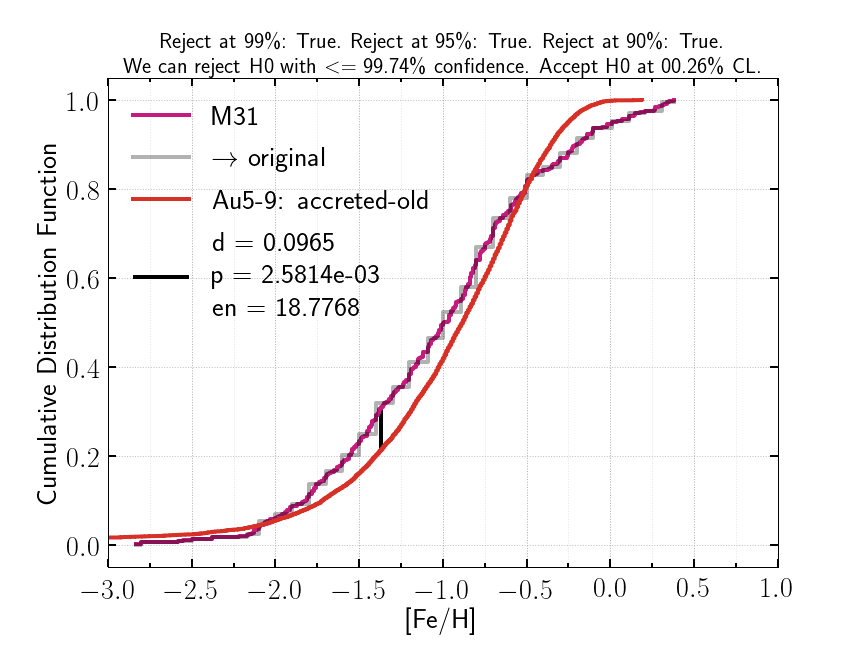 Reject at 99%: True. Reject at 95%: True. Reject at 90%: True.
We can reject H0 with <= 99.74% confidence. Accept H0 at 00.26% CL.
M31
→ original
Au5-9: accreted-old
d = 0.0965
p = 2.5814e-03
en = 18.7768
Cumulative Distribution Function
1.0
0.8
0.6
0.4
0.2
0.0
−3.0 −2.5 −2.0 −1.5 −1.0 −0.5 0.0 0.5 1.0
[Fe/H]